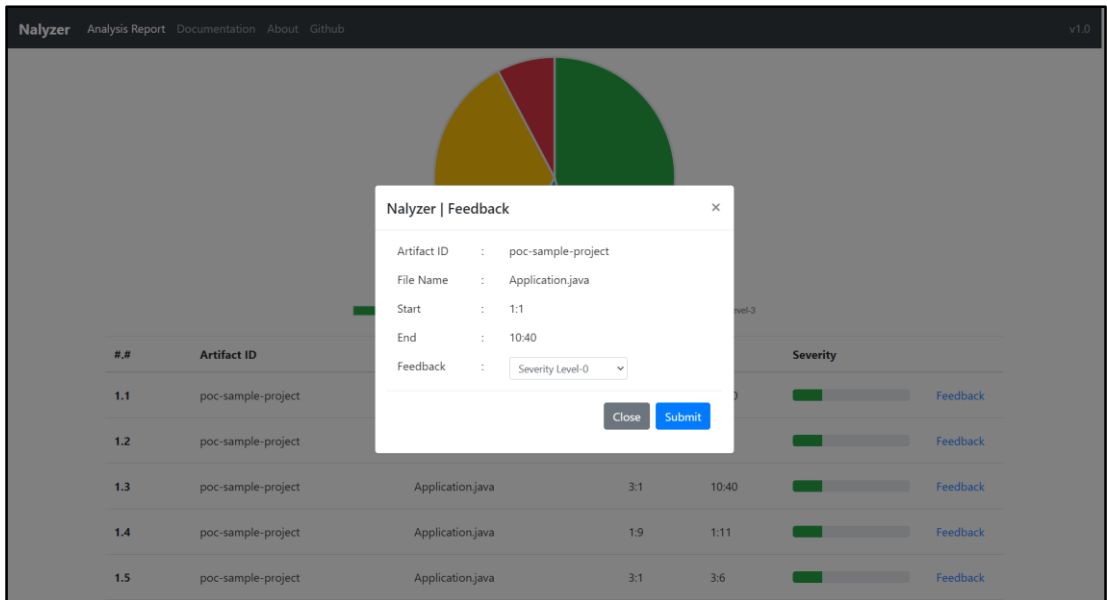 Nalyzer Analysis Report Documentation About Github v1.0
Nalyzer | Feedback ×
Artifact ID : poc-sample-project
File Name : Application.java
Start : 1:1
End : 10:40
Feedback : Severity Level-0
Close Submit
#.# Artifact ID Severity
1.1 poc-sample-project Feedback
1.2 poc-sample-project Feedback
1.3 poc-sample-project Application.java 3:1 10:40 Feedback
1.4 poc-sample-project Application.java 1:9 1:11 Feedback
1.5 poc-sample-project Application.java 3:1 3:6 Feedback